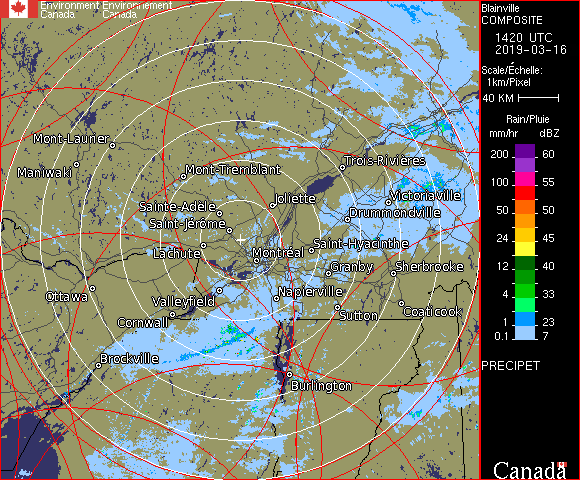 Environment Environnement
Canada Canada
Blainville
COMPOSITE
1420 UTC
2019-03-16
Scale/Échelle:
1km/Pixel
40 KM
Rain/Pluie
mm/hr dBZ
200 60
100 55
50 50
24 45
12 40
4 33
1 23
0.1 7
PRECIPET
Canada
Mont-Laurier
Maniwaki
Mont-Tremblant
Trois-Rivières
Joliette
Victoriaville
Sainte-Adèle
Drummondville
Saint-Jérôme
Lachute
Montréal
Saint-Hyacinthe
Granby
Sherbrooke
Ottawa
Valleyfield
Napierville
Cornwall
Sutton
Coaticook
Brockville
Burlington